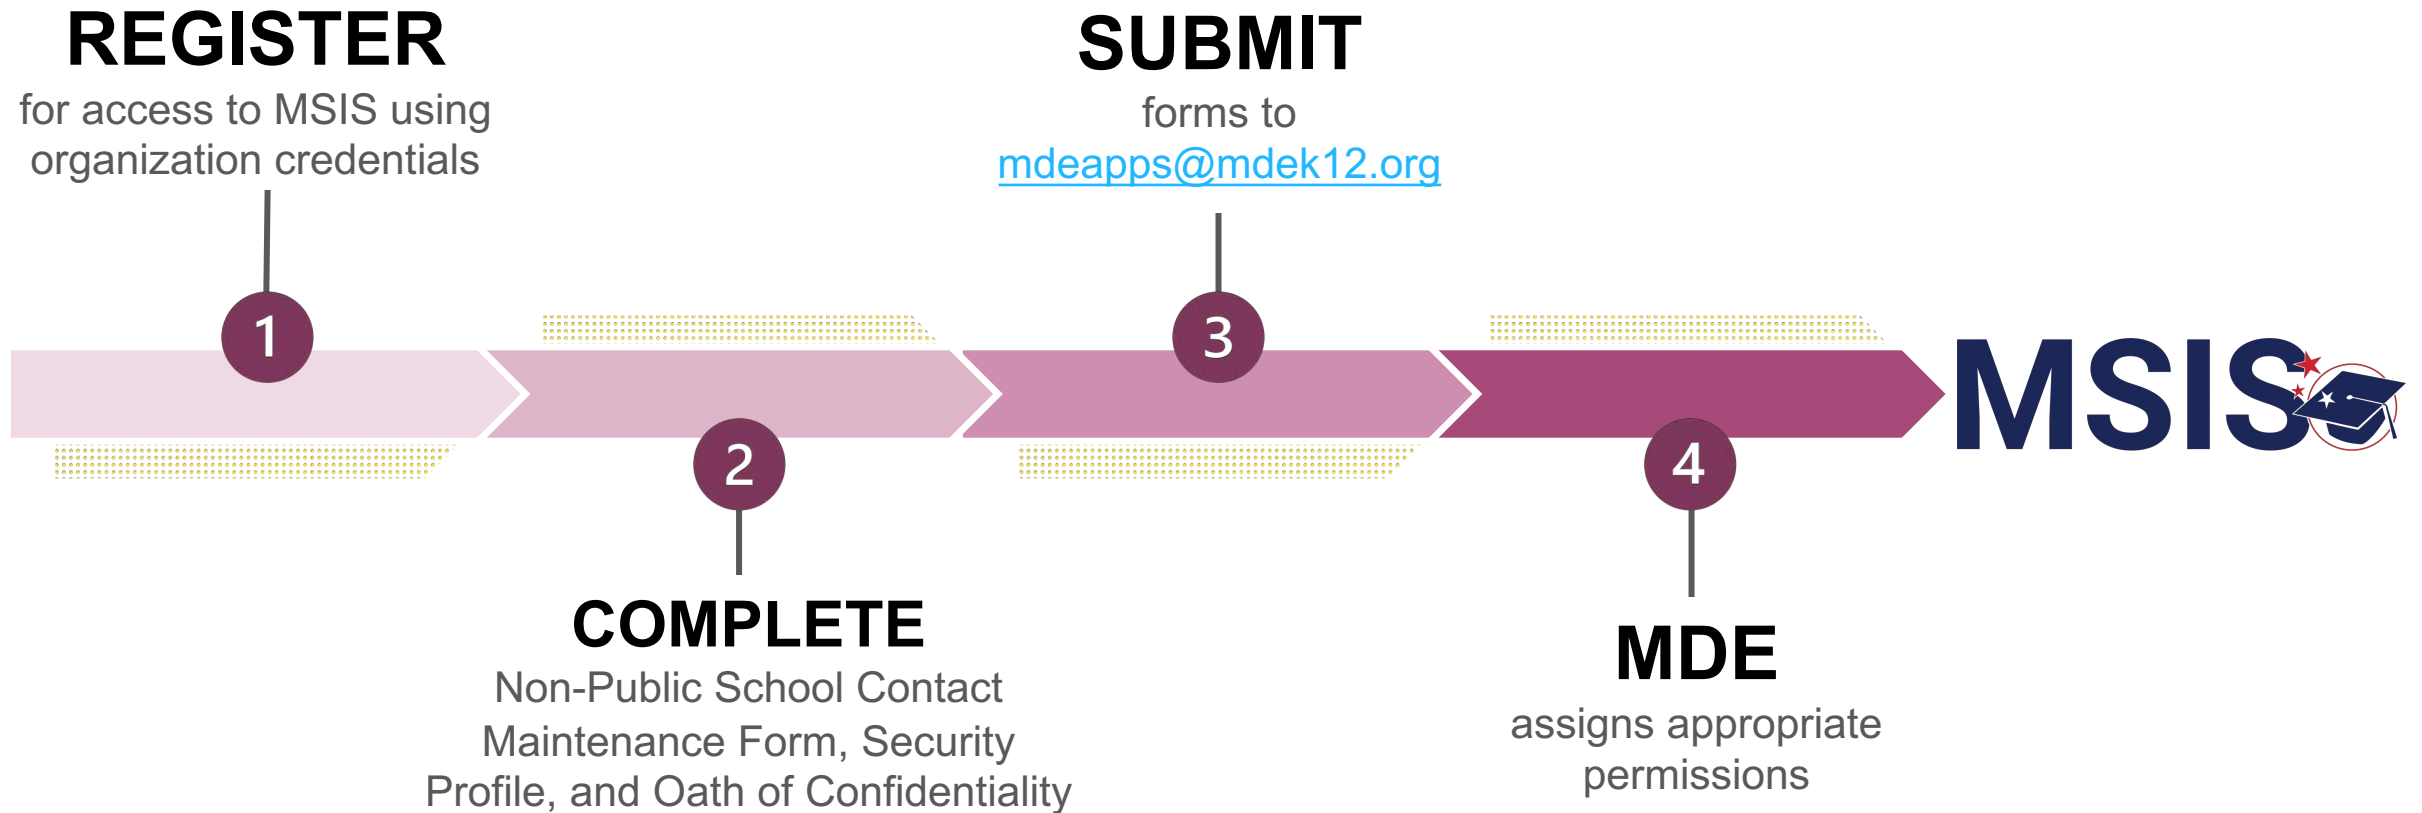 REGISTER
for access to MSIS using
organization credentials
1
2
COMPLETE
Non-Public School Contact
Maintenance Form, Security
Profile, and Oath of Confidentiality
SUBMIT
forms to
mdeapps@mdek12.org
3
4
MDE
assigns appropriate
permissions
MSIS